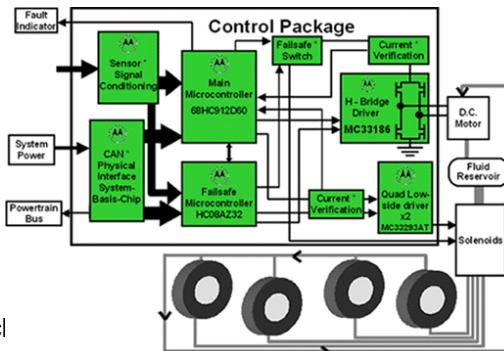 Control Package
Fault
Indicator
Sensor *
Signal
Conditioning
Main
Microcontroller
68HC912D60
Failsafe *
Switch
Current *
Verification
H - Bridge
Driver
MC33186
D.C.
Motor
System
Power
CAN *
Physical
Interface
System-
Basis-Chip
Failsafe
Microcontroller
HC08AZ32
Current *
Verification
Quad Low-
side driver
x2
MC33293AT
Fluid
Reservoir
Powertrain
Bus
Solenoids